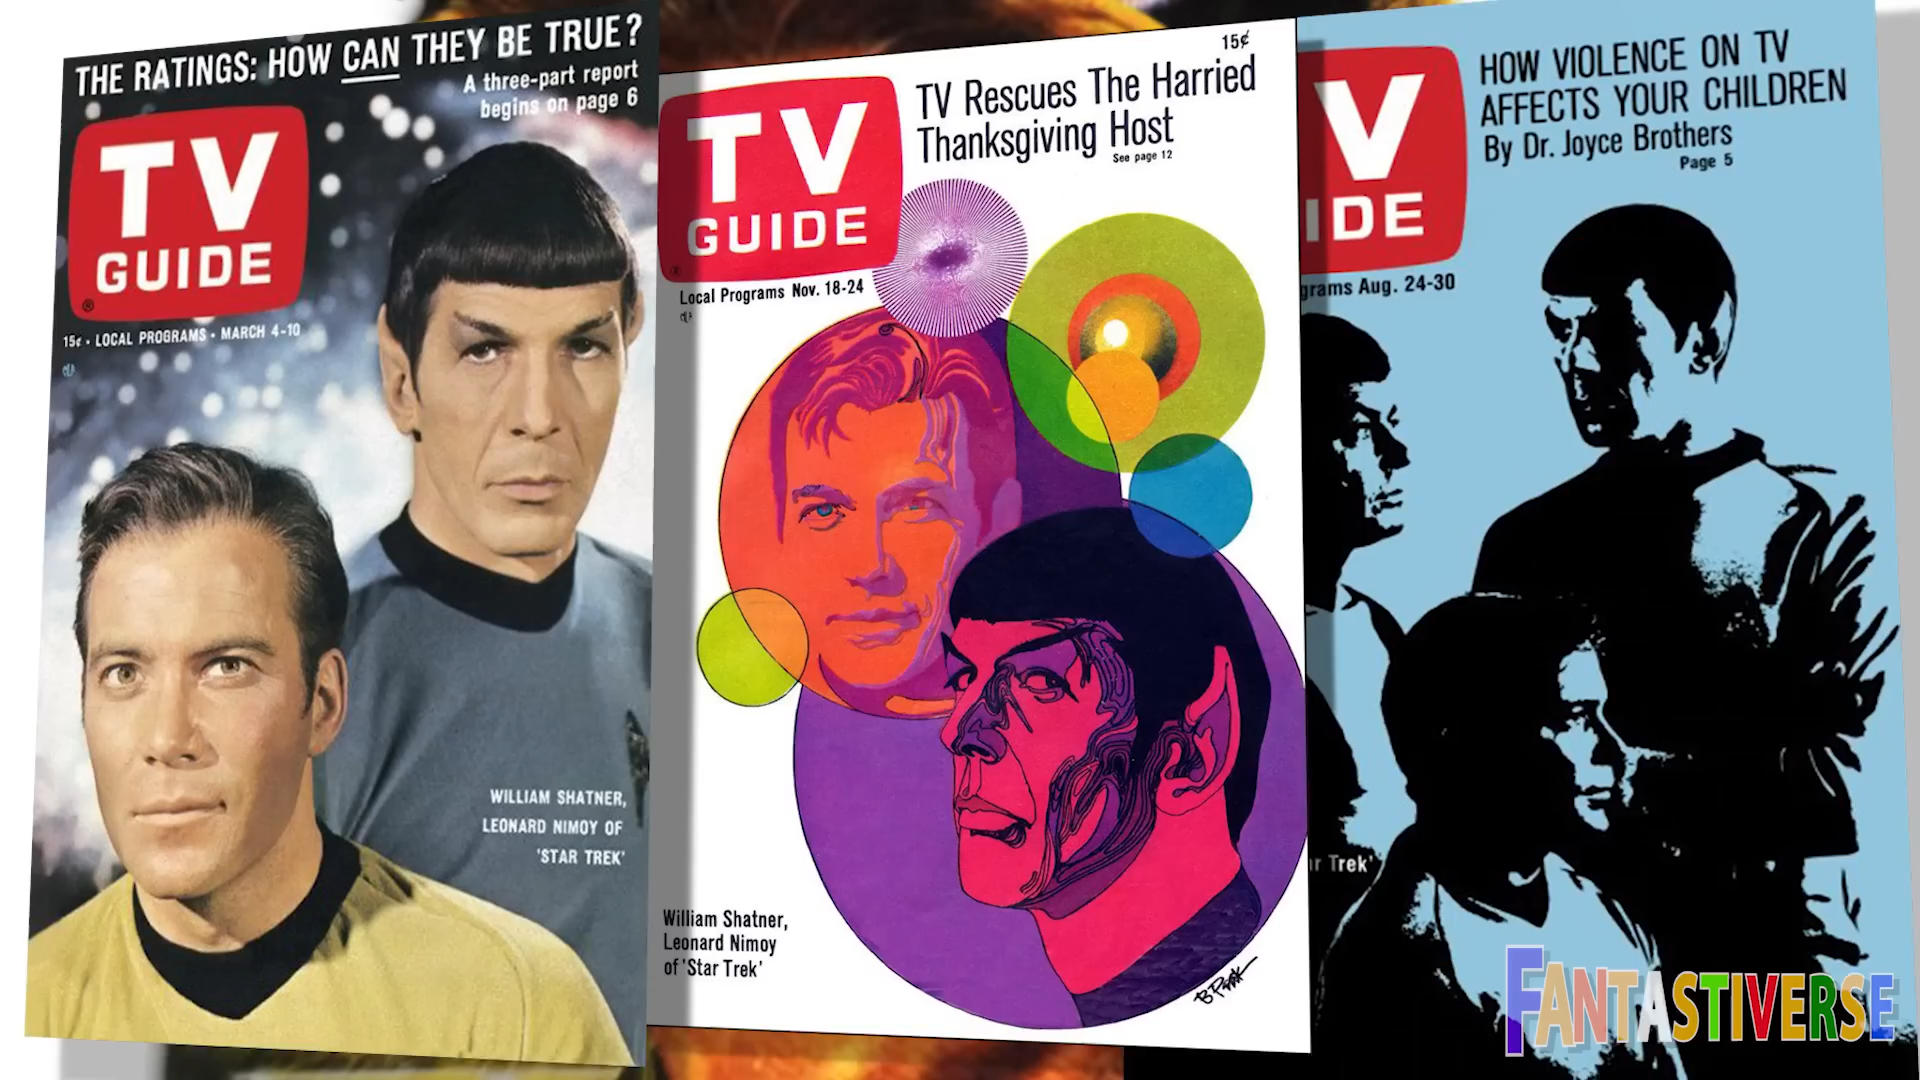 THE RATINGS: HOW CAN THEY BE TRUE?
A three-part report
begins on page 6
TV
GUIDE
®
15¢ • LOCAL PROGRAMS • MARCH 4-10
WILLIAM SHATNER,
LEONARD NIMOY OF
'STAR TREK'
15¢
TV Rescues The Harried
Thanksgiving Host
See page 12
TV
GUIDE
®
Local Programs Nov. 18-24
William Shatner,
Leonard Nimoy
of 'Star Trek'
HOW VIOLENCE ON TV
AFFECTS YOUR CHILDREN
By Dr. Joyce Brothers
Page 5
V
IDE
grams Aug. 24-30
r Trek'
FANTASTIVERSE